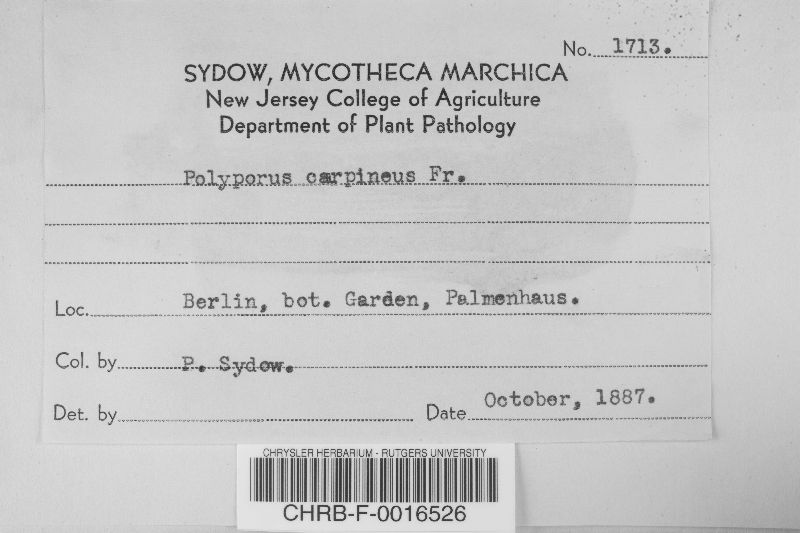 No. 1713.
SYDOW, MYCOTHECA MARCHICA
New Jersey College of Agriculture
Department of Plant Pathology
Polyporus carpineus Fr.
Loc. Berlin, bot. Garden, Palmenhaus.
Col. by P. Sydow.
Det. by Date October, 1887.
CHRYSLER HERBARIUM - RUTGERS UNIVERSITY
CHRB-F-0016526